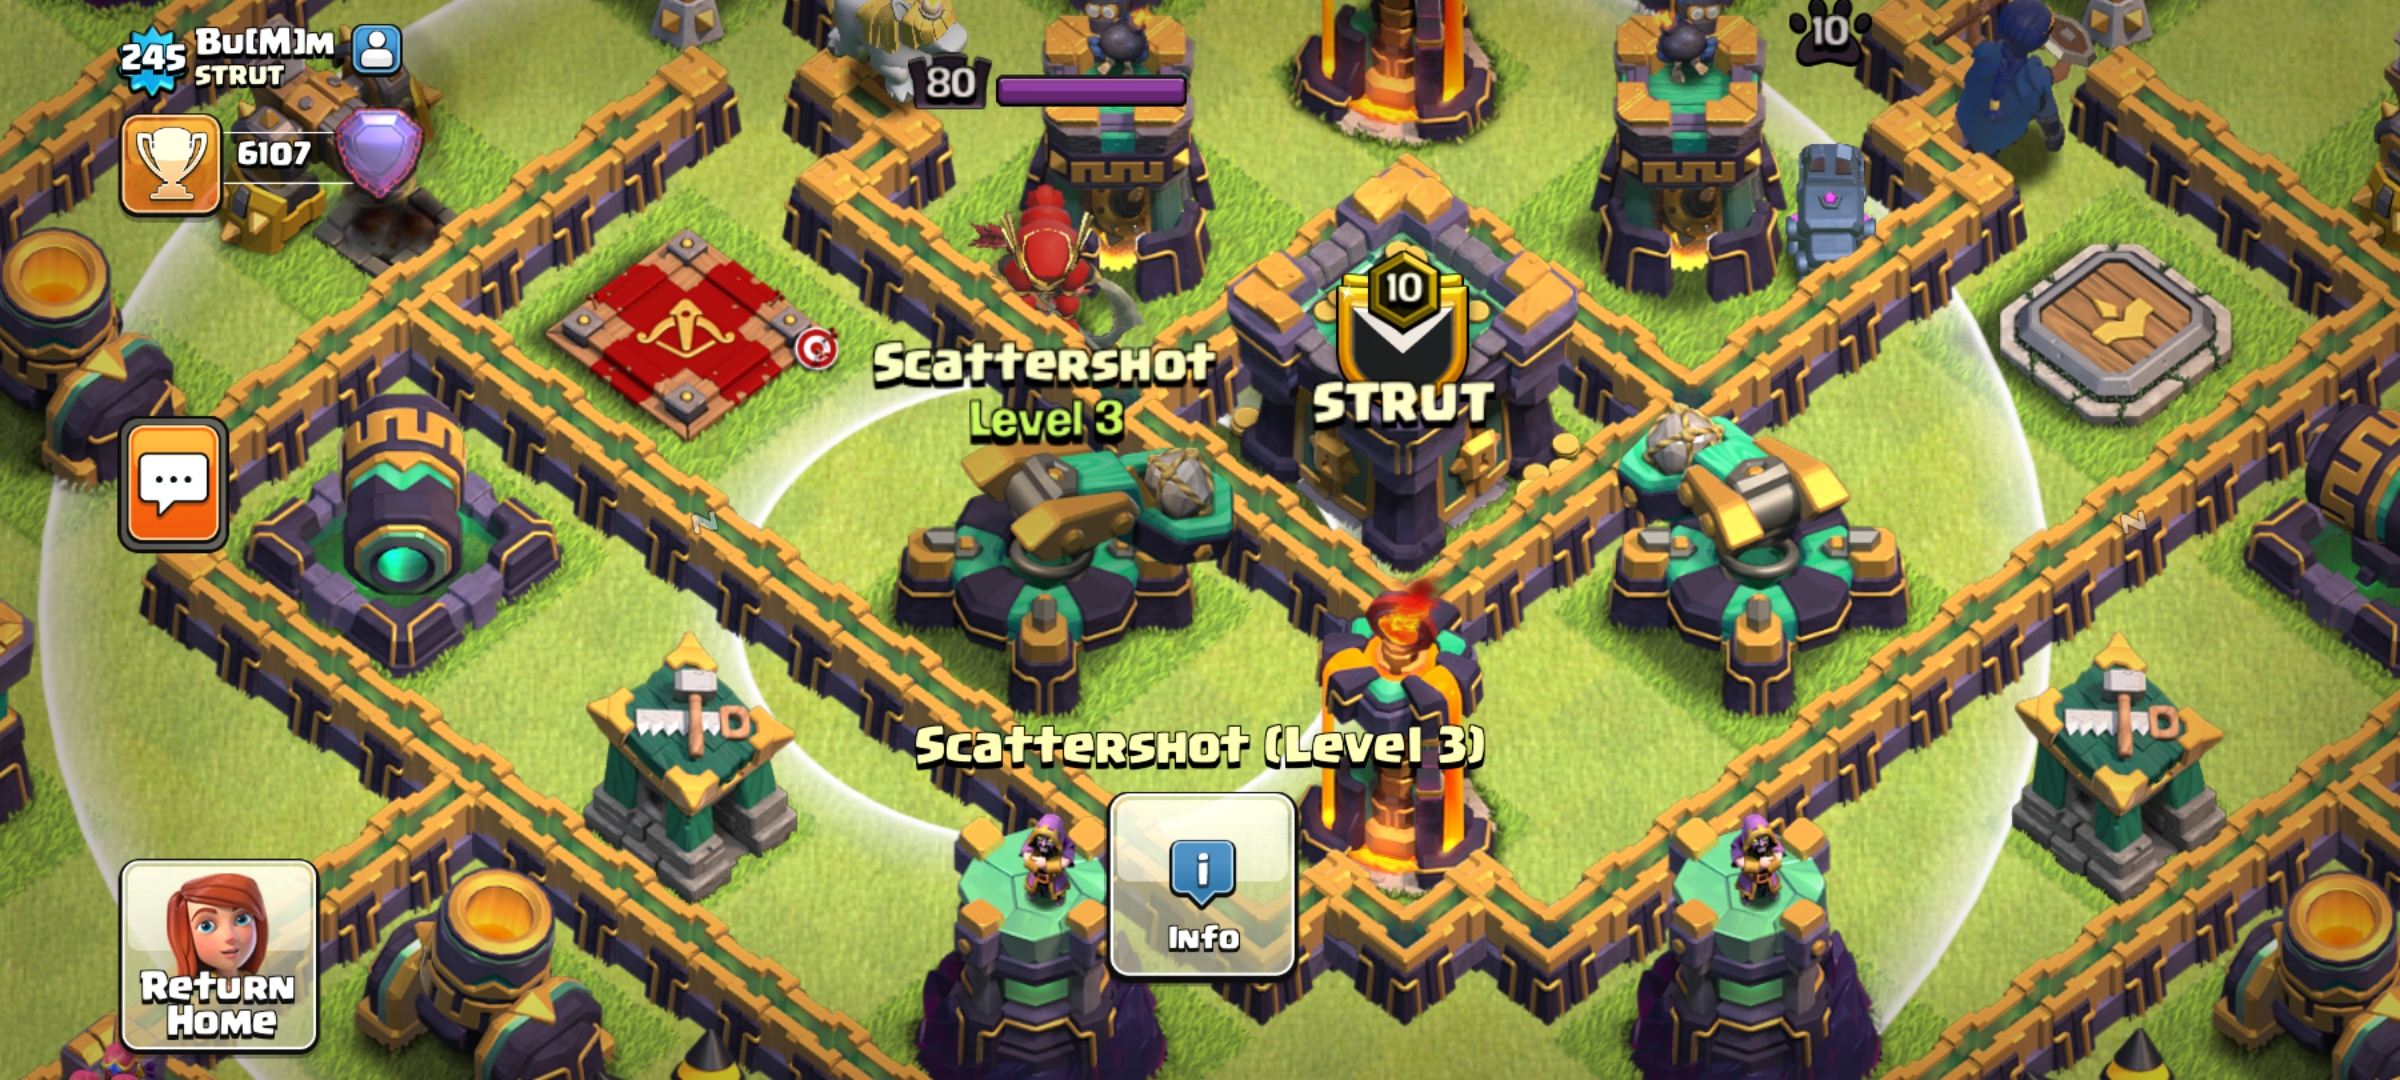 245
Bu[M]m
STRUT
6107
80
10
10
STRUT
Scattershot
Level 3
Scattershot (Level 3)
Info
Return
Home